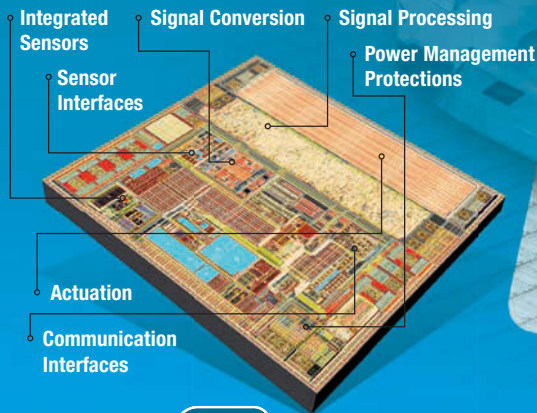 Integrated
Sensors
Signal Conversion
Signal Processing
Sensor
Interfaces
Power Management
Protections
Actuation
Communication
Interfaces